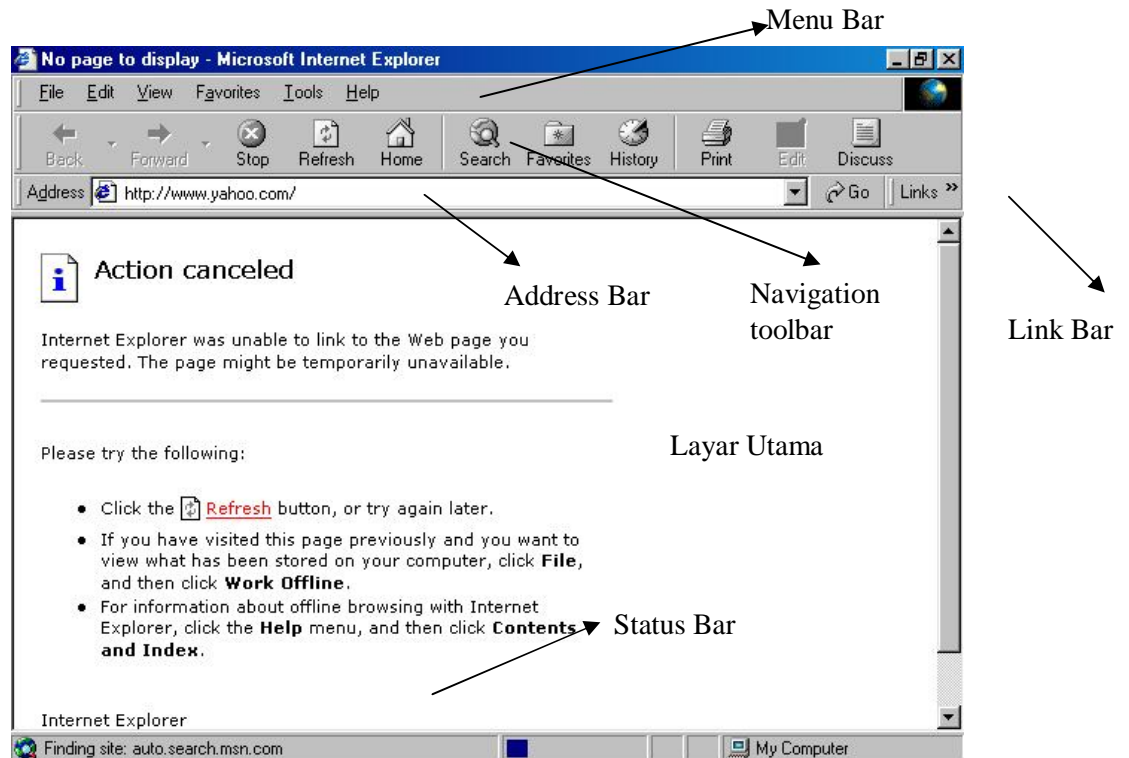 Menu Bar
No page to display - Microsoft Internet Explorer
File Edit View Favorites Tools Help
Back Forward Stop Refresh Home Search Favorites History Print Edit Discuss
Address http://www.yahoo.com/ Go Links »
Action canceled
Address Bar
Navigation
toolbar
Link Bar
Internet Explorer was unable to link to the Web page you
requested. The page might be temporarily unavailable.
Layar Utama
Please try the following:
• Click the Refresh button, or try again later.
• If you have visited this page previously and you want to
view what has been stored on your computer, click File,
and then click Work Offline.
• For information about offline browsing with Internet
Explorer, click the Help menu, and then click Contents
and Index.
Status Bar
Internet Explorer
Finding site: auto.search.msn.com My Computer